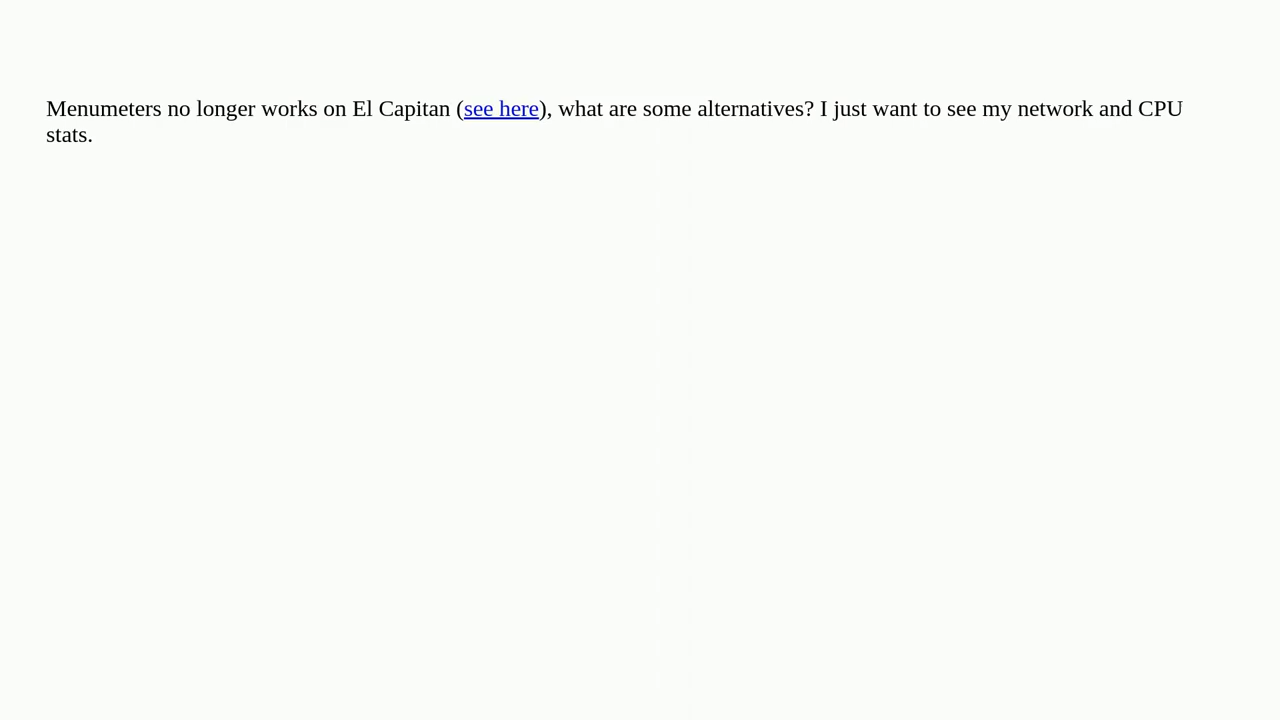 Menumeters no longer works on El Capitan (see here), what are some alternatives? I just want to see my network and CPU
stats.